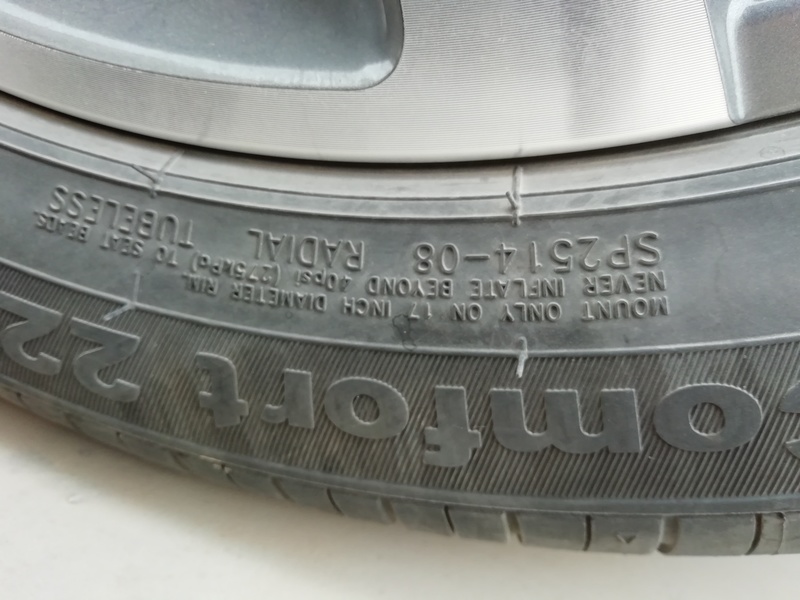 omfort 22
MOUNT ONLY ON 17 INCH DIAMETER RIM.
NEVER INFLATE BEYOND 40psi (275kPa) TO SEAT BEADS.
SP2514-08 RADIAL TUBELESS